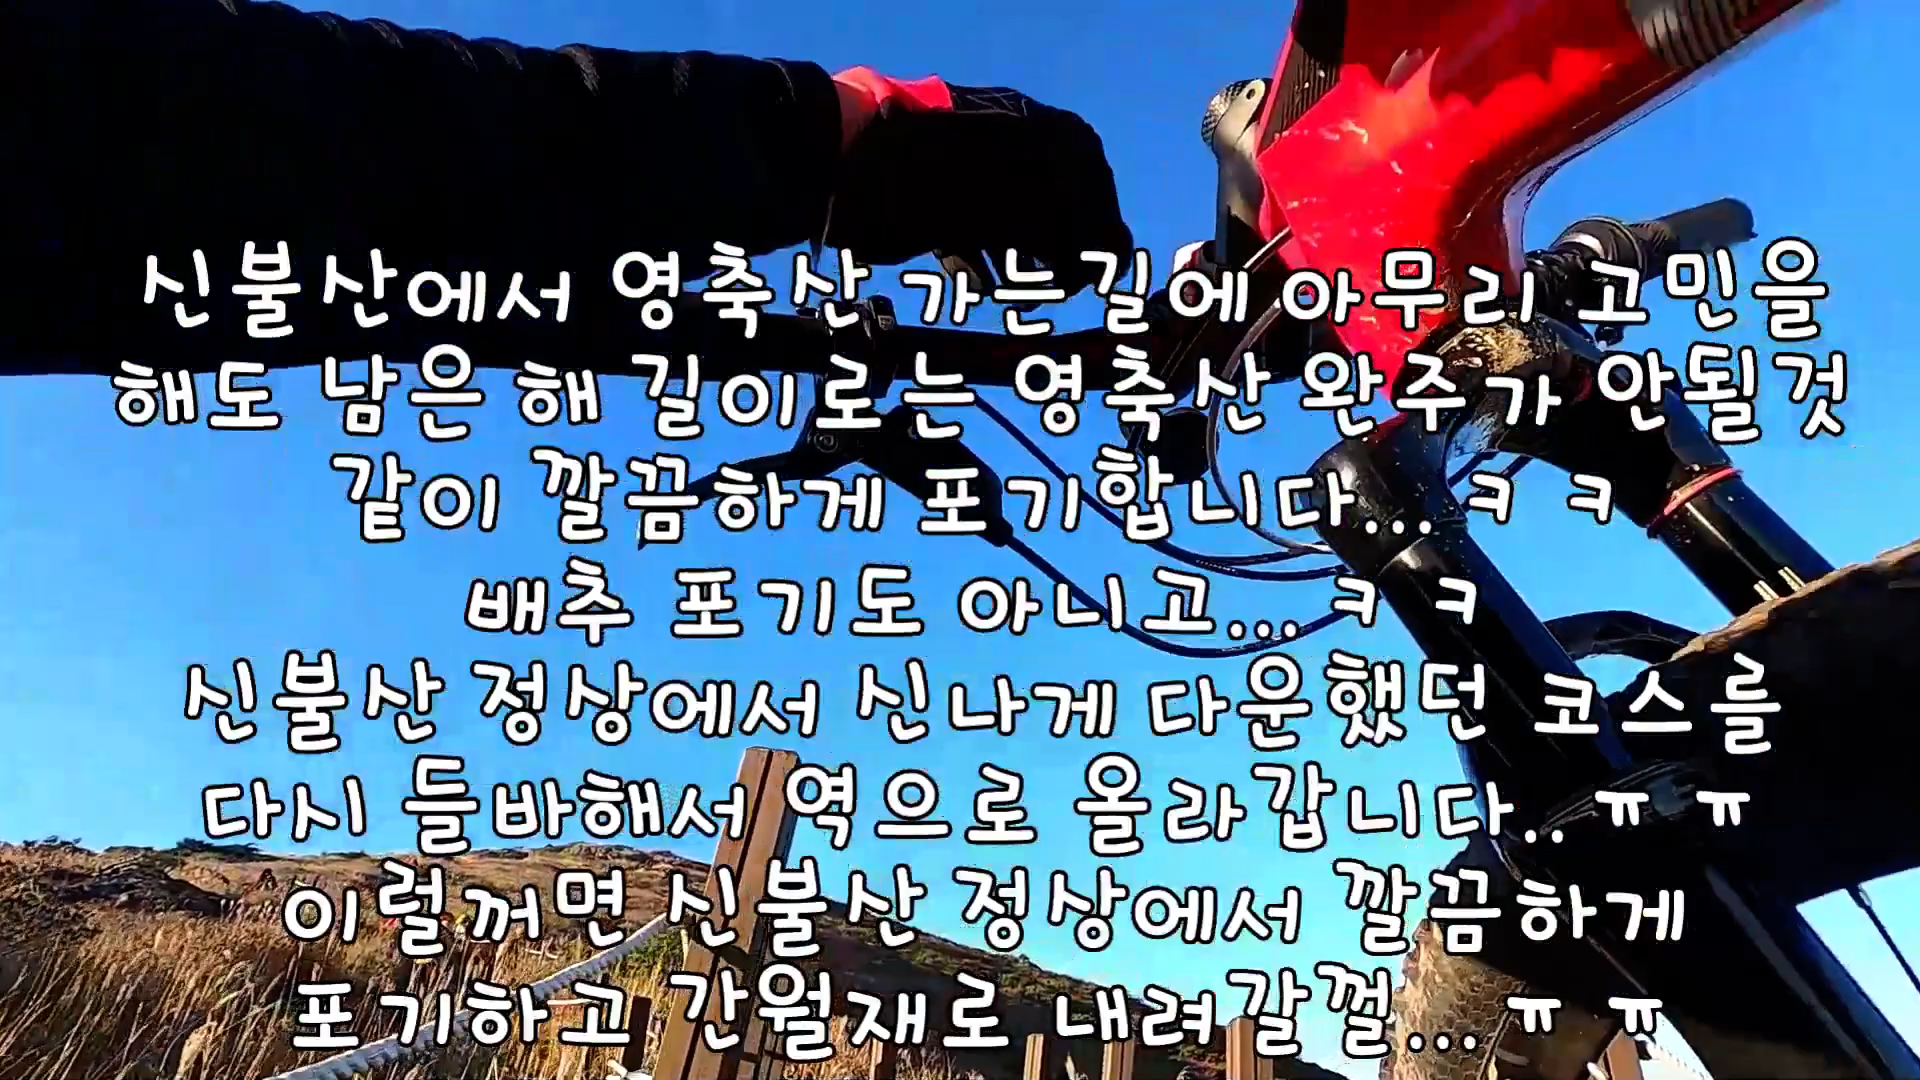 신불산에서 영축산 가는길에 아무리 고민을
해도 남은 해 길이로는 영축산 완주가 안될것
같이 깔끔하게 포기합니다... ㅋ ㅋ
배추 포기도 아니고... ㅋ ㅋ
신불산 정상에서 신나게 다운했던 코스를
다시 들바해서 역으로 올라갑니다.. ㅠ ㅠ
이럴꺼면 신불산 정상에서 깔끔하게
포기하고 간월재로 내려갈껄... ㅠ ㅠ